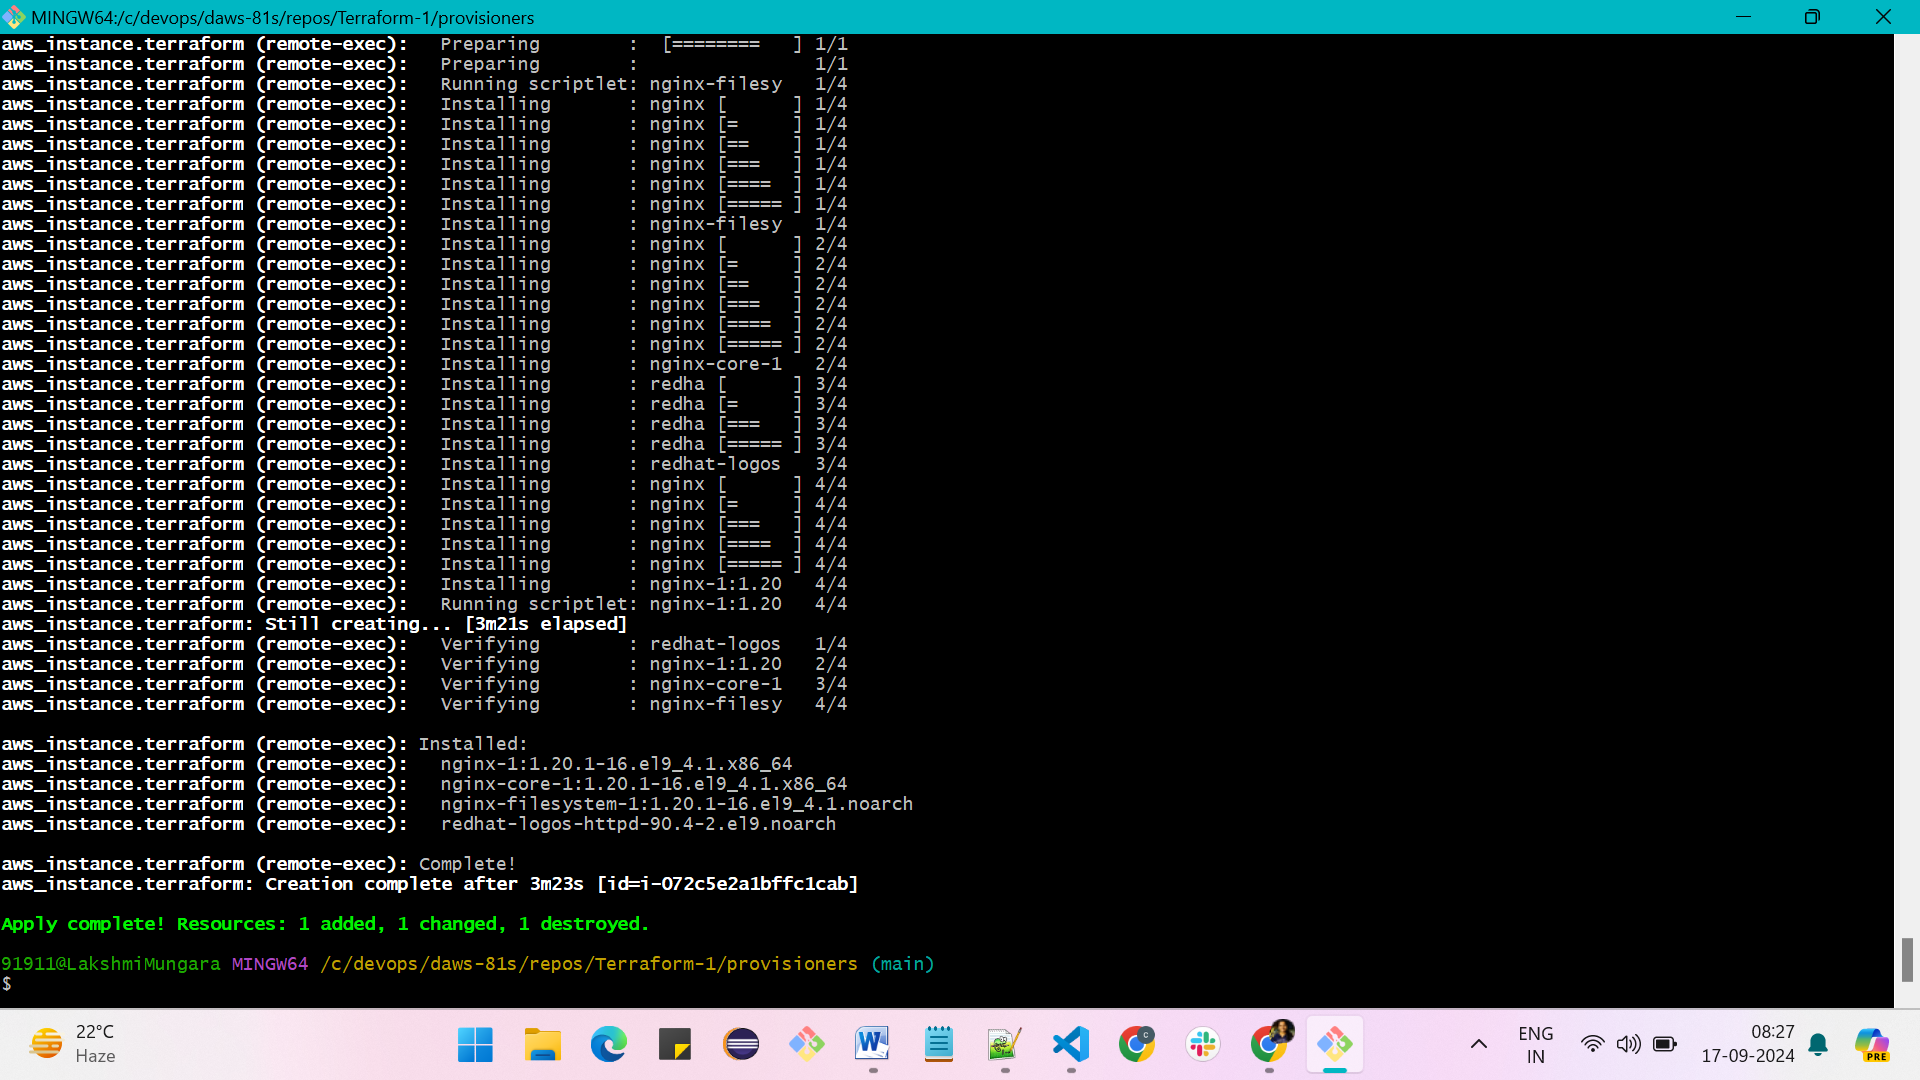 MINGW64:/c/devops/daws-81s/repos/Terraform-1/provisioners
aws_instance.terraform (remote-exec):   Preparing        :  [========   ] 1/1
aws_instance.terraform (remote-exec):   Preparing        :                1/1
aws_instance.terraform (remote-exec):   Running scriptlet: nginx-filesy   1/4
aws_instance.terraform (remote-exec):   Installing       : nginx [      ] 1/4
aws_instance.terraform (remote-exec):   Installing       : nginx [=     ] 1/4
aws_instance.terraform (remote-exec):   Installing       : nginx [==    ] 1/4
aws_instance.terraform (remote-exec):   Installing       : nginx [===   ] 1/4
aws_instance.terraform (remote-exec):   Installing       : nginx [====  ] 1/4
aws_instance.terraform (remote-exec):   Installing       : nginx [===== ] 1/4
aws_instance.terraform (remote-exec):   Installing       : nginx-filesy   1/4
aws_instance.terraform (remote-exec):   Installing       : nginx [      ] 2/4
aws_instance.terraform (remote-exec):   Installing       : nginx [=     ] 2/4
aws_instance.terraform (remote-exec):   Installing       : nginx [==    ] 2/4
aws_instance.terraform (remote-exec):   Installing       : nginx [===   ] 2/4
aws_instance.terraform (remote-exec):   Installing       : nginx [====  ] 2/4
aws_instance.terraform (remote-exec):   Installing       : nginx [===== ] 2/4
aws_instance.terraform (remote-exec):   Installing       : nginx-core-1   2/4
aws_instance.terraform (remote-exec):   Installing       : redha [      ] 3/4
aws_instance.terraform (remote-exec):   Installing       : redha [=     ] 3/4
aws_instance.terraform (remote-exec):   Installing       : redha [===   ] 3/4
aws_instance.terraform (remote-exec):   Installing       : redha [===== ] 3/4
aws_instance.terraform (remote-exec):   Installing       : redhat-logos   3/4
aws_instance.terraform (remote-exec):   Installing       : nginx [      ] 4/4
aws_instance.terraform (remote-exec):   Installing       : nginx [=     ] 4/4
aws_instance.terraform (remote-exec):   Installing       : nginx [===   ] 4/4
aws_instance.terraform (remote-exec):   Installing       : nginx [====  ] 4/4
aws_instance.terraform (remote-exec):   Installing       : nginx [===== ] 4/4
aws_instance.terraform (remote-exec):   Installing       : nginx-1:1.20   4/4
aws_instance.terraform (remote-exec):   Running scriptlet: nginx-1:1.20   4/4
aws_instance.terraform: Still creating... [3m21s elapsed]
aws_instance.terraform (remote-exec):   Verifying        : redhat-logos   1/4
aws_instance.terraform (remote-exec):   Verifying        : nginx-1:1.20   2/4
aws_instance.terraform (remote-exec):   Verifying        : nginx-core-1   3/4
aws_instance.terraform (remote-exec):   Verifying        : nginx-filesy   4/4
aws_instance.terraform (remote-exec): Installed:
aws_instance.terraform (remote-exec):   nginx-1:1.20.1-16.el9_4.1.x86_64
aws_instance.terraform (remote-exec):   nginx-core-1:1.20.1-16.el9_4.1.x86_64
aws_instance.terraform (remote-exec):   nginx-filesystem-1:1.20.1-16.el9_4.1.noarch
aws_instance.terraform (remote-exec):   redhat-logos-httpd-90.4-2.el9.noarch
aws_instance.terraform (remote-exec): Complete!
aws_instance.terraform: Creation complete after 3m23s [id=i-072c5e2a1bffc1cab]
Apply complete! Resources: 1 added, 1 changed, 1 destroyed.
91911@LakshmiMungara MINGW64 /c/devops/daws-81s/repos/Terraform-1/provisioners (main)
$
22°C
Haze
W
C
ENG
IN
08:27
17-09-2024
PRE